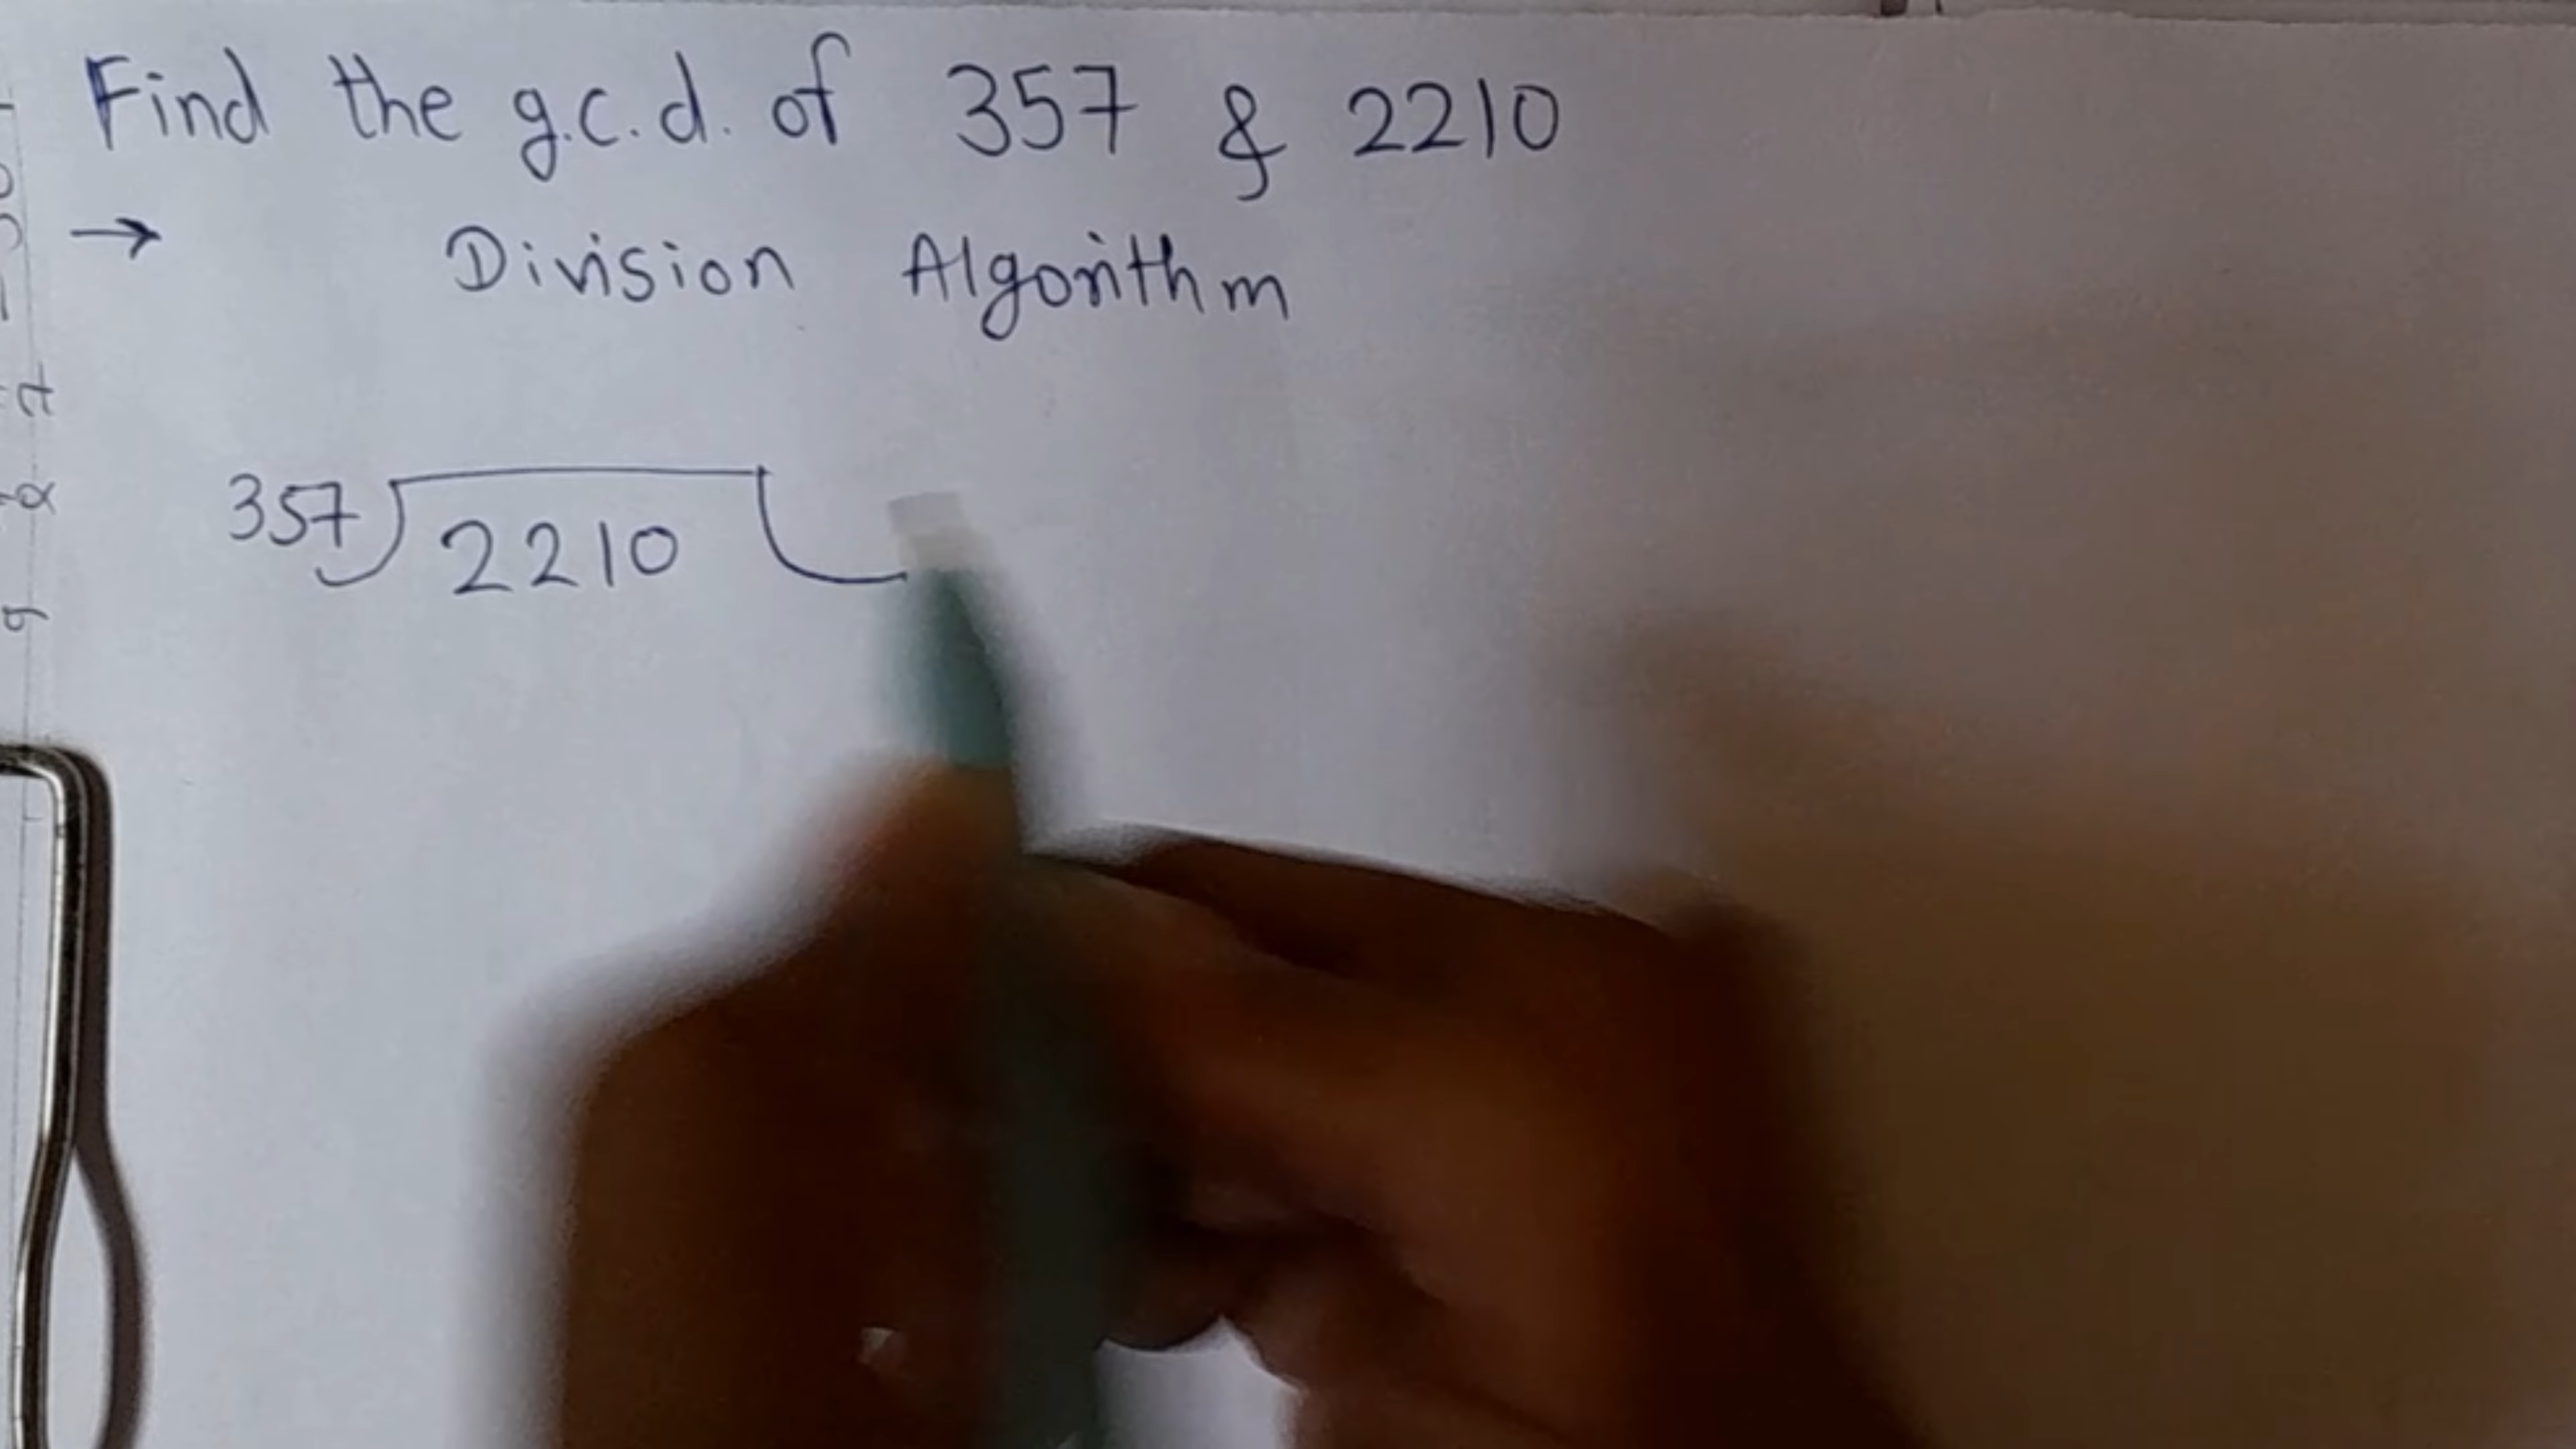 Find the g.c.d. of 357 & 2210
→ Division Algorithm
357 2210